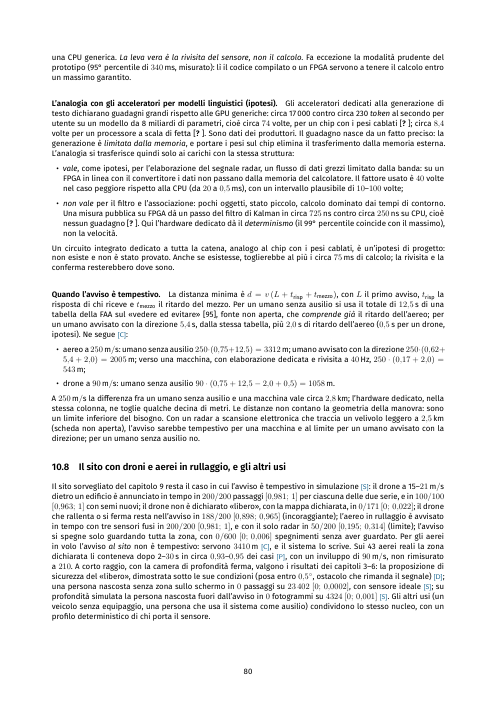 una CPU generica. La leva vera è la rivisita del sensore, non il calcolo. Fa eccezione la modalità prudente del
prototipo (95° percentile di 340 ms, misurato): lì il codice compilato o un FPGA servono a tenere il calcolo entro
un massimo garantito.
L'analogia con gli acceleratori per modelli linguistici (ipotesi). Gli acceleratori dedicati alla generazione di
testo dichiarano guadagni grandi rispetto alle GPU generiche: circa 17 000 contro circa 230 token al secondo per
utente su un modello da 8 miliardi di parametri, cioè circa 74 volte, per un chip con i pesi cablati [?]; circa 8,4
volte per un processore a scala di fetta [?]. Sono dati dei produttori. Il guadagno nasce da un fatto preciso: la
generazione è limitata dalla memoria, e portare i pesi sul chip elimina il trasferimento dalla memoria esterna.
L'analogia si trasferisce quindi solo ai carichi con la stessa struttura:
• vale, come ipotesi, per l'elaborazione del segnale radar, un flusso di dati grezzi limitato dalla banda: su un
FPGA in linea con il convertitore i dati non passano dalla memoria del calcolatore. Il fattore usato è 40 volte
nel caso peggiore rispetto alla CPU (da 20 a 0,5 ms), con un intervallo plausibile di 10–100 volte;
• non vale per il filtro e l'associazione: pochi oggetti, stato piccolo, calcolo dominato dai tempi di contorno.
Una misura pubblica su FPGA dà un passo del filtro di Kalman in circa 725 ns contro circa 250 ns su CPU, cioè
nessun guadagno [?]. Qui l'hardware dedicato dà il determinismo (il 99° percentile coincide con il massimo),
non la velocità.
Un circuito integrato dedicato a tutta la catena, analogo al chip con i pesi cablati, è un'ipotesi di progetto:
non esiste e non è stato provato. Anche se esistesse, toglierebbe al più i circa 75 ms di calcolo; la rivisita e la
conferma resterebbero dove sono.
Quando l'avviso è tempestivo. La distanza minima è d = v (L + t_risp + t_mezzo), con L il primo avviso, t_risp la
risposta di chi riceve e t_mezzo il ritardo del mezzo. Per un umano senza ausilio si usa il totale di 12,5 s di una
tabella della FAA sul «vedere ed evitare» [95], fonte non aperta, che comprende già il ritardo dell'aereo; per
un umano avvisato con la direzione 5,4 s, dalla stessa tabella, più 2,0 s di ritardo dell'aereo (0,5 s per un drone,
ipotesi). Ne segue [C]:
• aereo a 250 m/s: umano senza ausilio 250·(0,75+12,5) = 3312 m; umano avvisato con la direzione 250·(0,62+
5,4 + 2,0) = 2005 m; verso una macchina, con elaborazione dedicata e rivisita a 40 Hz, 250 · (0,17 + 2,0) =
543 m;
• drone a 90 m/s: umano senza ausilio 90 · (0,75 + 12,5 − 2,0 + 0,5) = 1058 m.
A 250 m/s la differenza fra un umano senza ausilio e una macchina vale circa 2,8 km; l'hardware dedicato, nella
stessa colonna, ne toglie qualche decina di metri. Le distanze non contano la geometria della manovra: sono
un limite inferiore del bisogno. Con un radar a scansione elettronica che traccia un velivolo leggero a 2,5 km
(scheda non aperta), l'avviso sarebbe tempestivo per una macchina e al limite per un umano avvisato con la
direzione; per un umano senza ausilio no.
10.8 Il sito con droni e aerei in rullaggio, e gli altri usi
Il sito sorvegliato del capitolo 9 resta il caso in cui l'avviso è tempestivo in simulazione [S]: il drone a 15–21 m/s
dietro un edificio è annunciato in tempo in 200/200 passaggi [0,981; 1] per ciascuna delle due serie, e in 100/100
[0,963; 1] con semi nuovi; il drone non è dichiarato «libero», con la mappa dichiarata, in 0/171 [0; 0,022]; il drone
che rallenta o si ferma resta nell'avviso in 188/200 [0,898; 0,965] (incoraggiante); l'aereo in rullaggio è avvisato
in tempo con tre sensori fusi in 200/200 [0,981; 1], e con il solo radar in 50/200 [0,195; 0,314] (limite); l'avviso
si spegne solo guardando tutta la zona, con 0/600 [0; 0,006] spegnimenti senza aver guardato. Per gli aerei
in volo l'avviso al sito non è tempestivo: servono 3410 m [C], e il sistema lo scrive. Sui 43 aerei reali la zona
dichiarata li conteneva dopo 2–30 s in circa 0,93–0,95 dei casi [P], con un inviluppo di 90 m/s, non rimisurato
a 210. A corto raggio, con la camera di profondità ferma, valgono i risultati dei capitoli 3–6: la proposizione di
sicurezza del «libero», dimostrata sotto le sue condizioni (posa entro 0,5°, ostacolo che rimanda il segnale) [D];
una persona nascosta senza zona sullo schermo in 0 passaggi su 23 402 [0; 0,0002], con sensore ideale [S]; su
profondità simulata la persona nascosta fuori dall'avviso in 0 fotogrammi su 4324 [0; 0,001] [S]. Gli altri usi (un
veicolo senza equipaggio, una persona che usa il sistema come ausilio) condividono lo stesso nucleo, con un
profilo deterministico di chi porta il sensore.
80